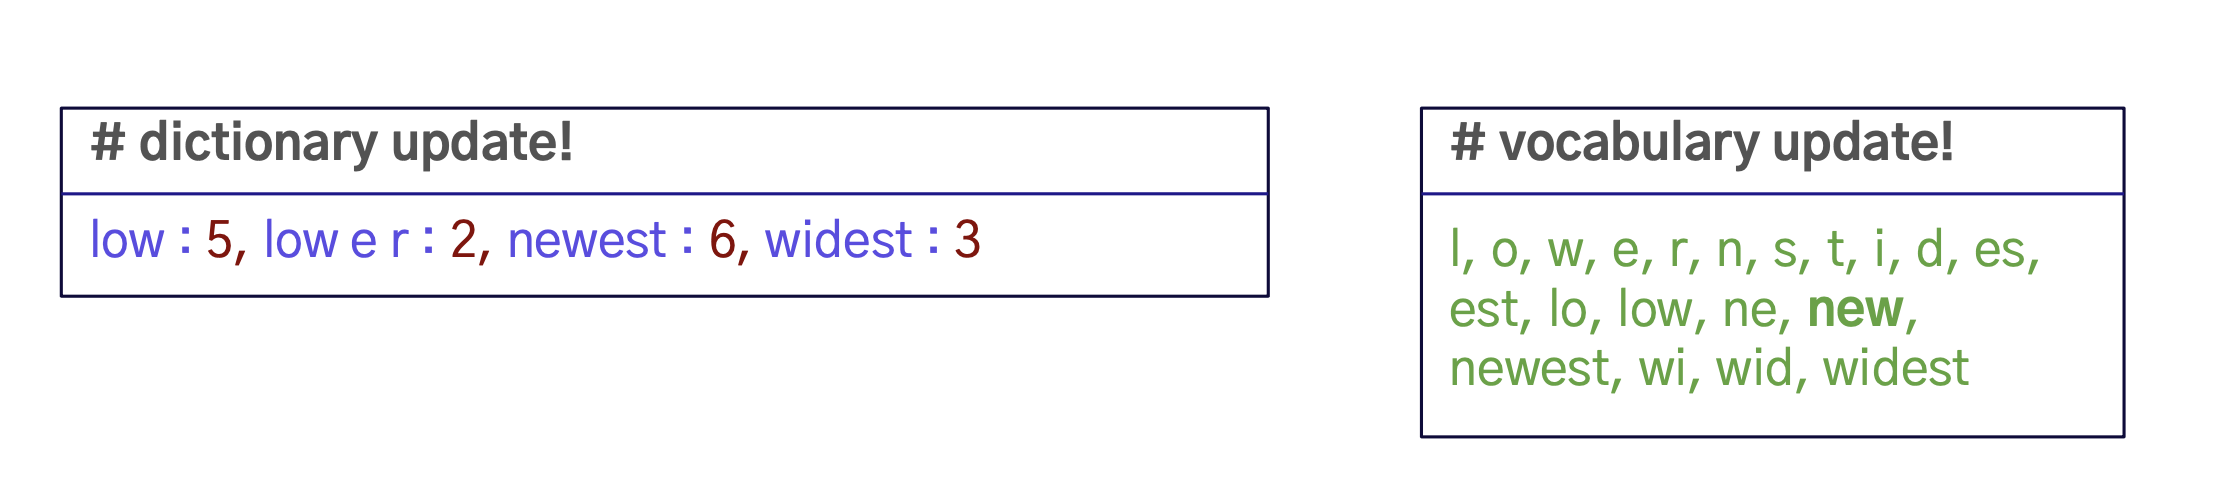 # dictionary update!
low : 5, low e r : 2, newest : 6, widest : 3
# vocabulary update!
l, o, w, e, r, n, s, t, i, d, es,
est, lo, low, ne, new,
newest, wi, wid, widest